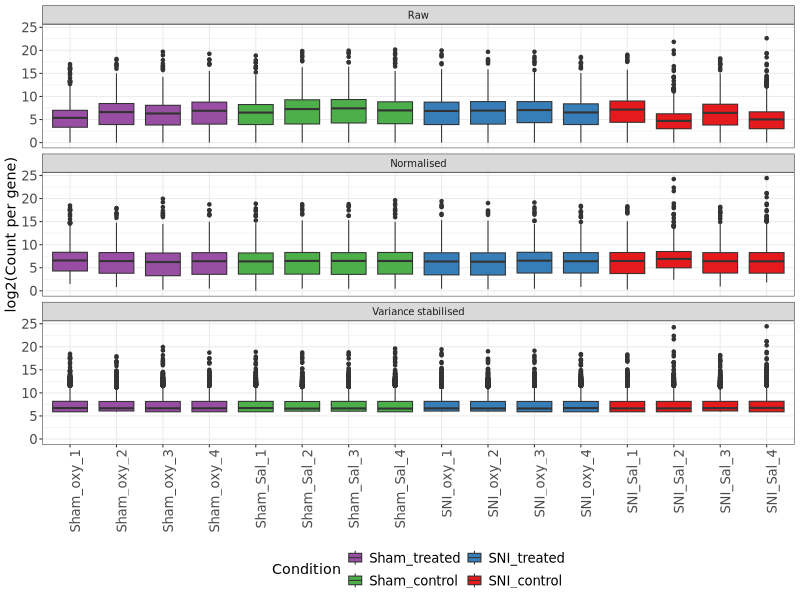 Raw
25
20
15
10
5
0
Normalised
25
20
15
10
5
0
Variance stabilised
25
20
15
10
5
0
log2(Count per gene)
Sham_oxy_1
Sham_oxy_2
Sham_oxy_3
Sham_oxy_4
Sham_Sal_1
Sham_Sal_2
Sham_Sal_3
Sham_Sal_4
SNI_oxy_1
SNI_oxy_2
SNI_oxy_3
SNI_oxy_4
SNI_Sal_1
SNI_Sal_2
SNI_Sal_3
SNI_Sal_4
Condition
Sham_treated
SNI_treated
Sham_control
SNI_control